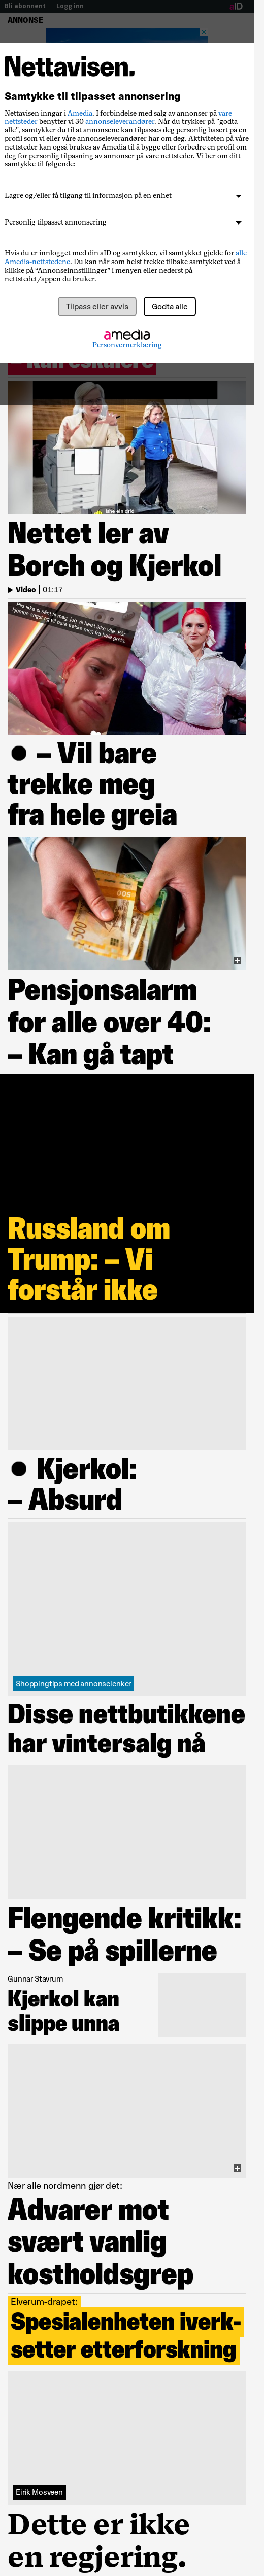 Bli abonnent | Logg inn
aID
ANNONSE
Nettavisen.
Samtykke til tilpasset annonsering
Nettavisen inngår i Amedia. I forbindelse med salg av annonser på våre
nettsteder benytter vi 30 annonseleverandører. Når du trykker på "godta
alle", samtykker du til at annonsene kan tilpasses deg personlig basert på en
profil som vi eller våre annonseleverandører har om deg. Aktiviteten på våre
nettsteder kan også brukes av Amedia til å bygge eller forbedre en profil om
deg for personlig tilpasning av annonser på våre nettsteder. Vi ber om ditt
samtykke til følgende:
Lagre og/eller få tilgang til informasjon på en enhet
Personlig tilpasset annonsering
Hvis du er innlogget med din aID og samtykker, vil samtykket gjelde for alle
Amedia-nettstedene. Du kan når som helst trekke tilbake samtykket ved å
klikke på “Annonseinnstillinger” i menyen eller nederst på
nettstedet/appen du bruker.
Tilpass eller avvis
Godta alle
amedia
Personvernerklæring
– Kan eskalere
Nettet ler av
Borch og Kjerkol
Video | 01:17
● – Vil bare
trekke meg
fra hele greia
Pensjonsalarm
for alle over 40:
– Kan gå tapt
Russland om
Trump: – Vi
forstår ikke
● Kjerkol:
– Absurd
Shoppingtips med annonselenker
Disse nettbutikkene
har vintersalg nå
Flengende kritikk:
– Se på spillerne
Gunnar Stavrum
Kjerkol kan
slippe unna
Nær alle nordmenn gjør det:
Advarer mot
svært vanlig
kostholdsgrep
Elverum-drapet:
Spesialenheten iverk-
setter etterforskning
Eirik Mosveen
Dette er ikke
en regjering.